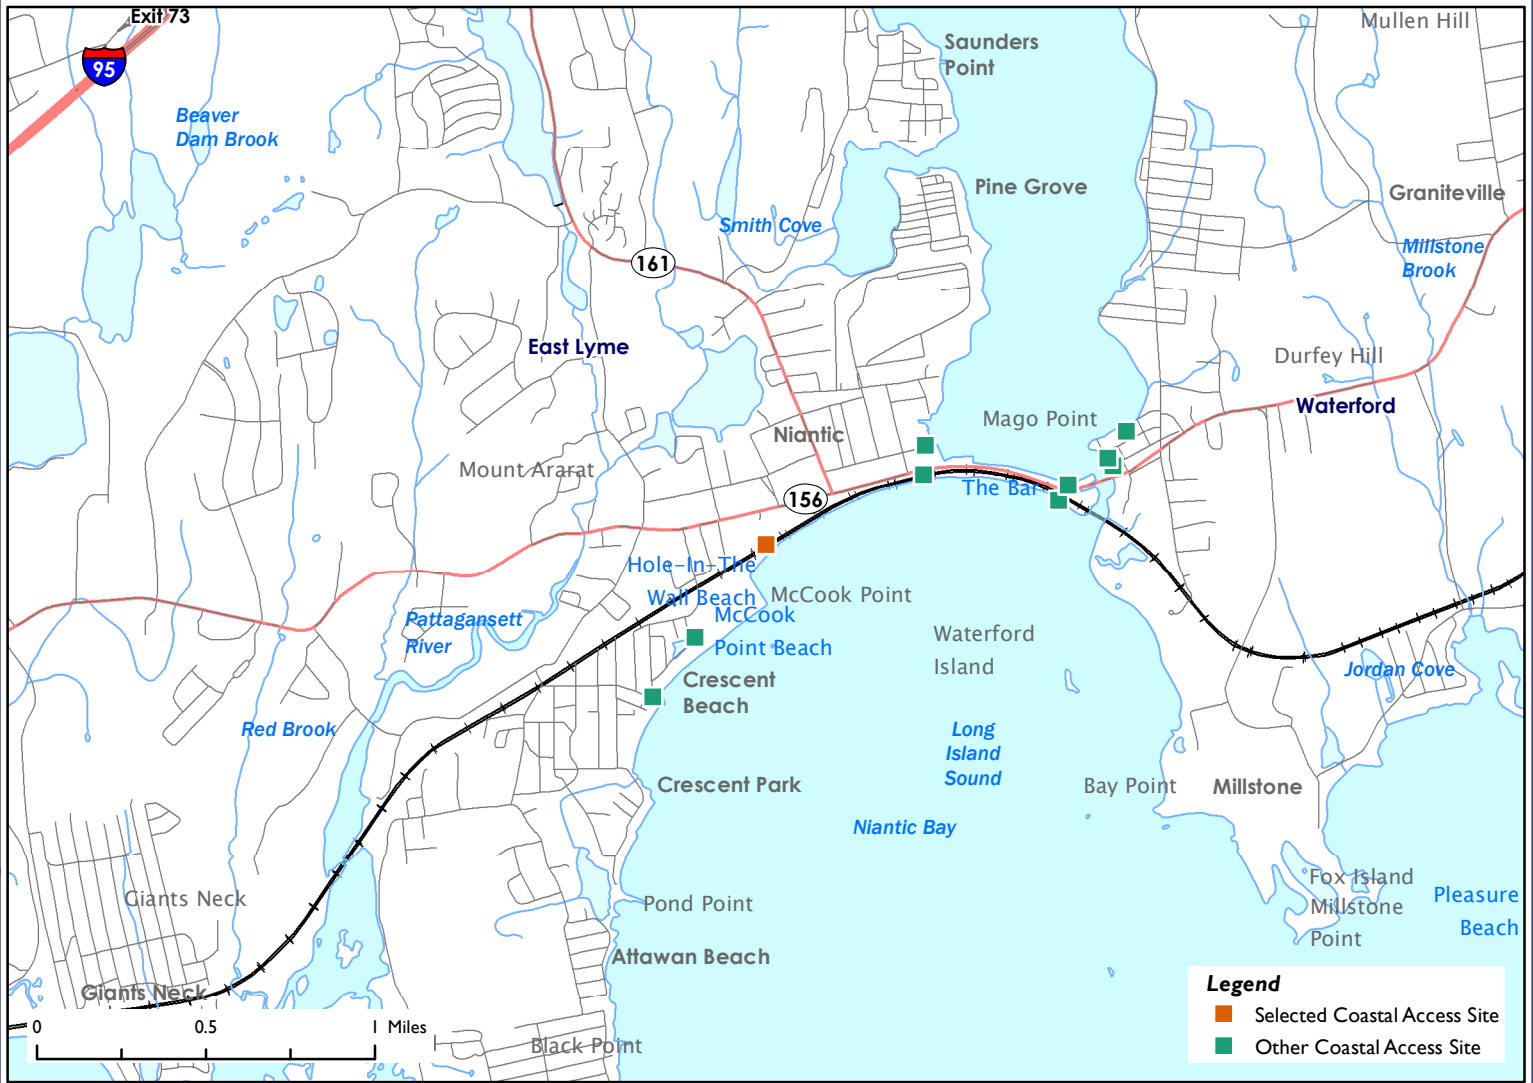 Exit 73
95
Mullen Hill
Saunders
Point
Beaver
Dam Brook
Pine Grove
Graniteville
Smith Cove
Millstone
Brook
161
East Lyme
Durfey Hill
Waterford
Mago Point
Niantic
Mount Ararat
The Bar
156
Hole-In-The
Wall Beach
McCook Point
McCook
Point Beach
Pattagansett
River
Waterford
Island
Jordan Cove
Crescent
Beach
Red Brook
Long
Island
Sound
Crescent Park
Bay Point
Millstone
Niantic Bay
Giants Neck
Pond Point
Fox Island
Millstone
Point
Pleasure
Beach
Attawan Beach
Giants Neck
Black Point
0 0.5 1 Miles
Legend
Selected Coastal Access Site
Other Coastal Access Site